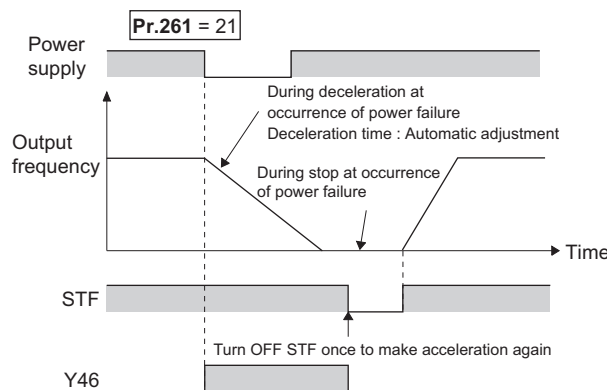 Pr.261 = 21
Power
supply
During deceleration at
occurrence of power failure
Deceleration time : Automatic adjustment
Output
frequency
During stop at occurrence
of power failure
Time
STF
Turn OFF STF once to make acceleration again
Y46